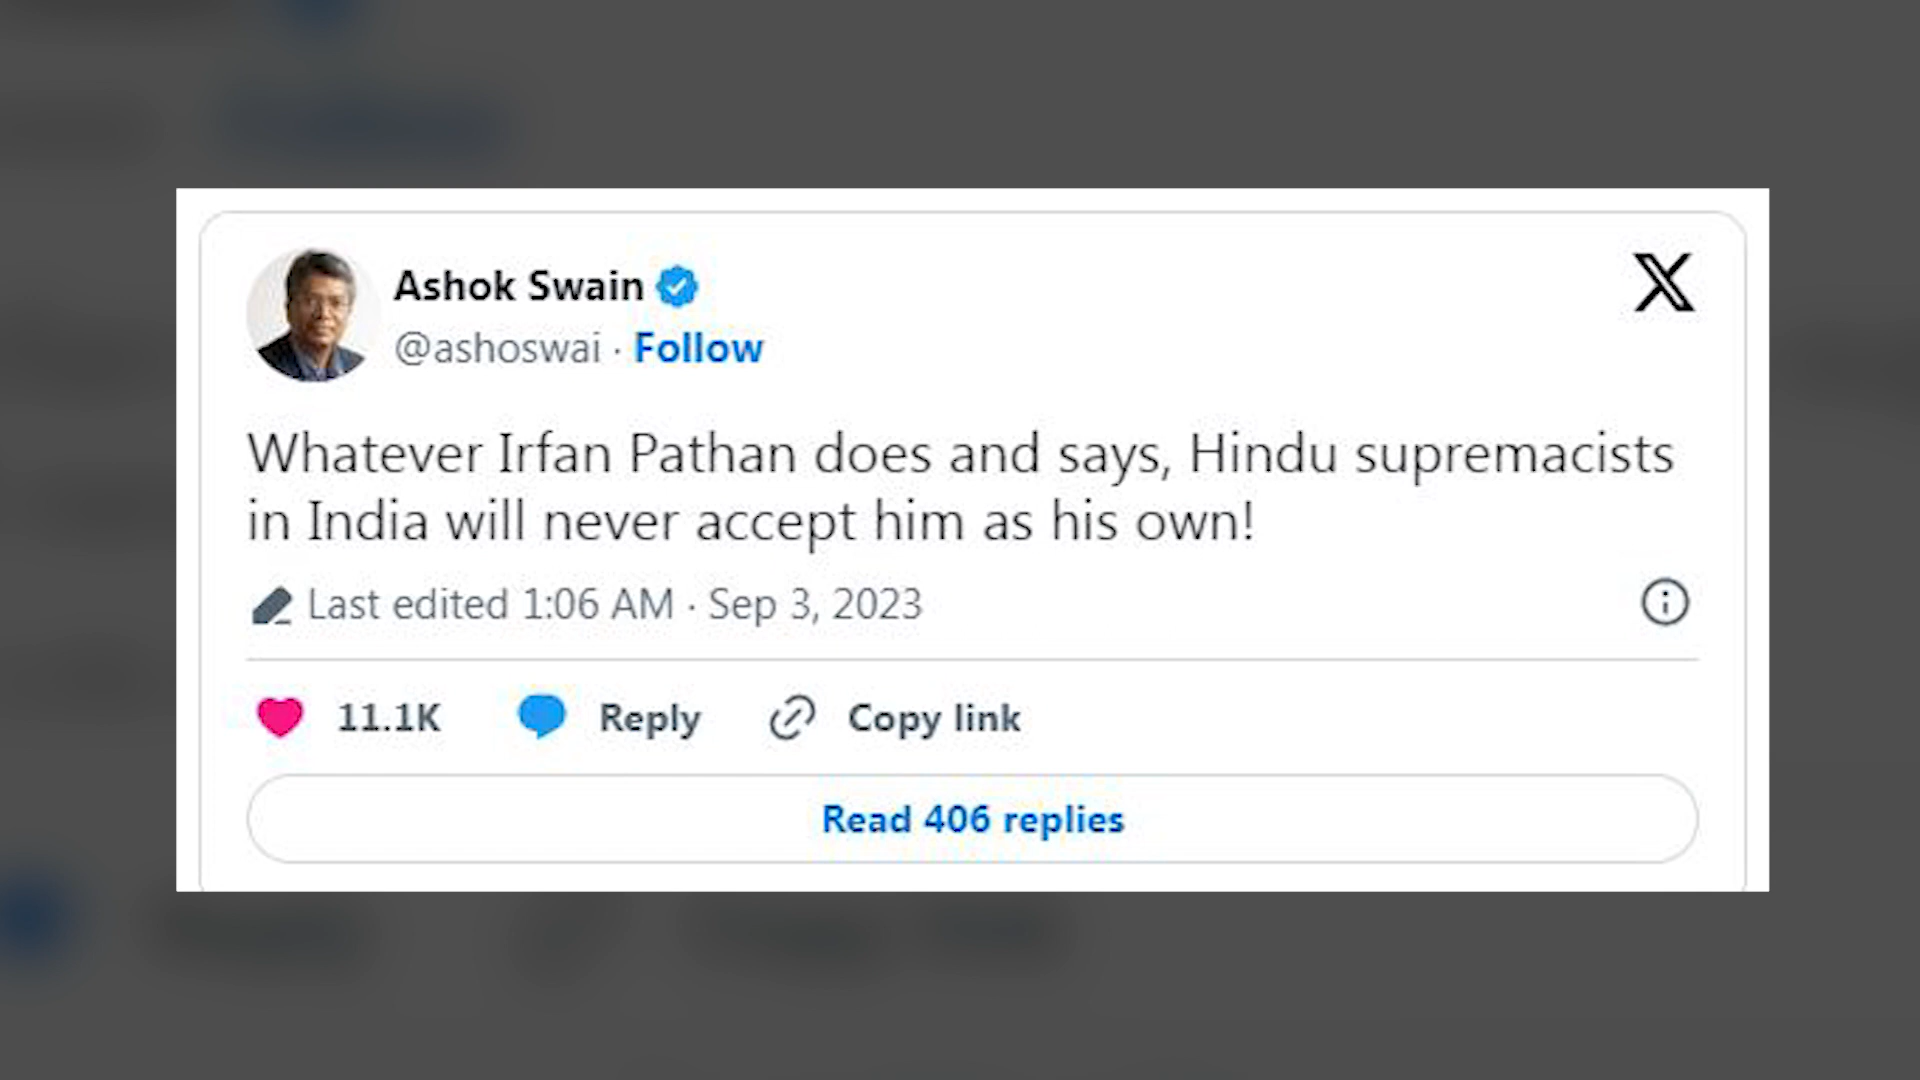 Ashok Swain
@ashoswai · Follow
Whatever Irfan Pathan does and says, Hindu supremacists
in India will never accept him as his own!
Last edited 1:06 AM · Sep 3, 2023
11.1K Reply Copy link
Read 406 replies